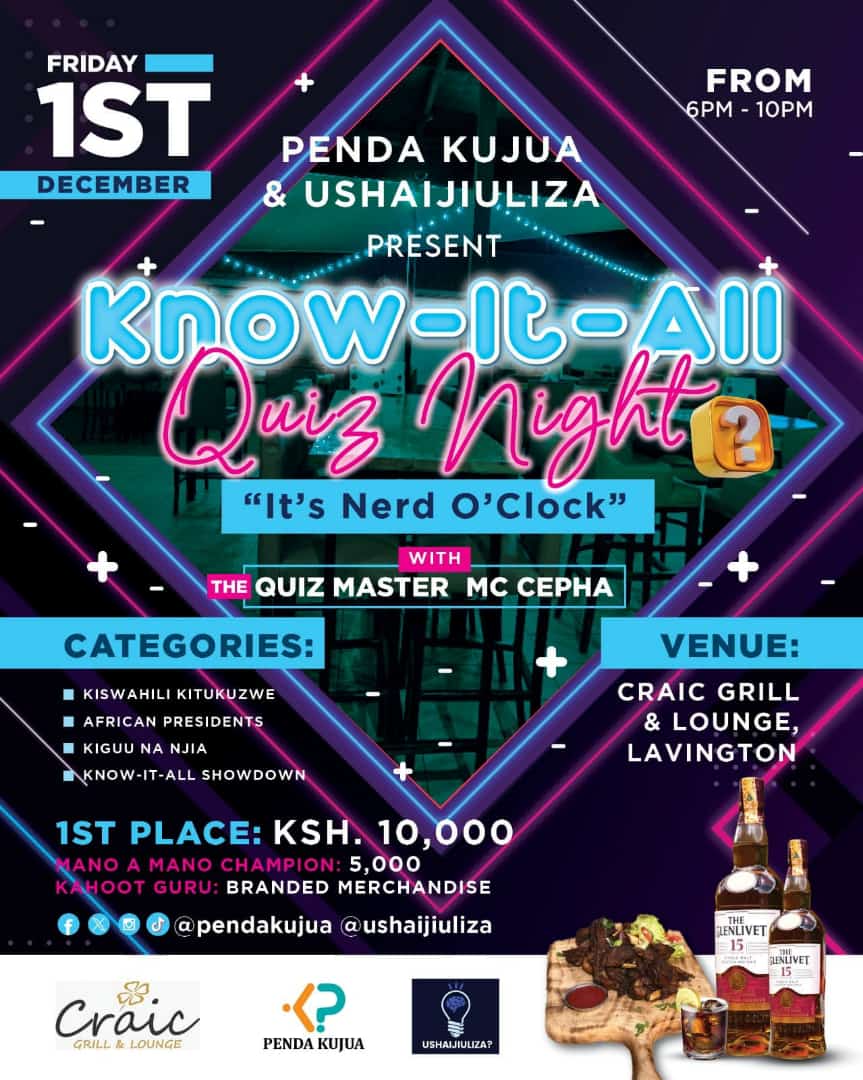 FRIDAY
1ST
DECEMBER
FROM
6PM - 10PM
PENDA KUJUA
& USHAIJIULIZA
PRESENT
Know-It-All
Quiz Night
?
“It’s Nerd O’Clock”
WITH
THE QUIZ MASTER MC CEPHA
CATEGORIES:
KISWAHILI KITUKUZWE
AFRICAN PRESIDENTS
KIGUU NA NJIA
KNOW-IT-ALL SHOWDOWN
VENUE:
CRAIC GRILL
& LOUNGE,
LAVINGTON
1ST PLACE: KSH. 10,000
MANO A MANO CHAMPION: 5,000
KAHOOT GURU: BRANDED MERCHANDISE
@pendakujua @ushaijiuliza
THE
GLENLIVET
15
SINGLE MALT
THE
GLENLIVET
15
Craic
GRILL & LOUNGE
PENDA KUJUA
USHAIJIULIZA?